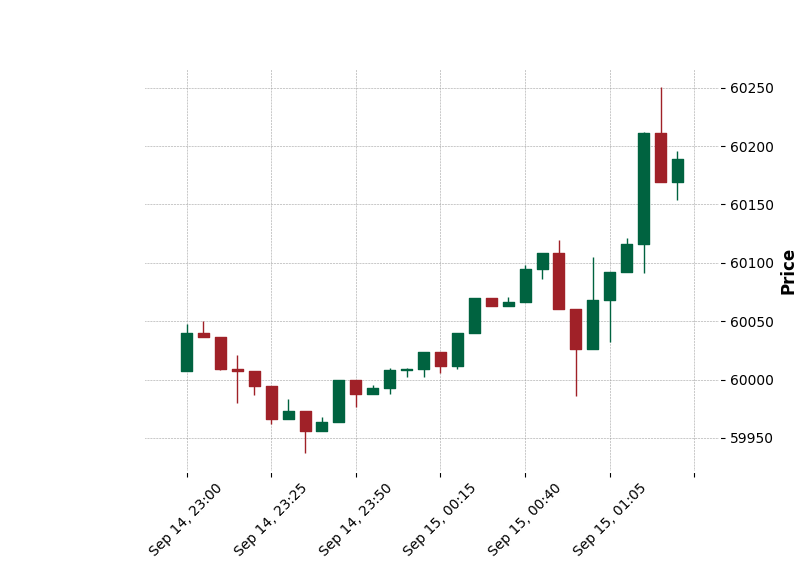 60250
60200
60150
60100
60050
60000
59950
Price
Sep 14, 23:00
Sep 14, 23:25
Sep 14, 23:50
Sep 15, 00:15
Sep 15, 00:40
Sep 15, 01:05